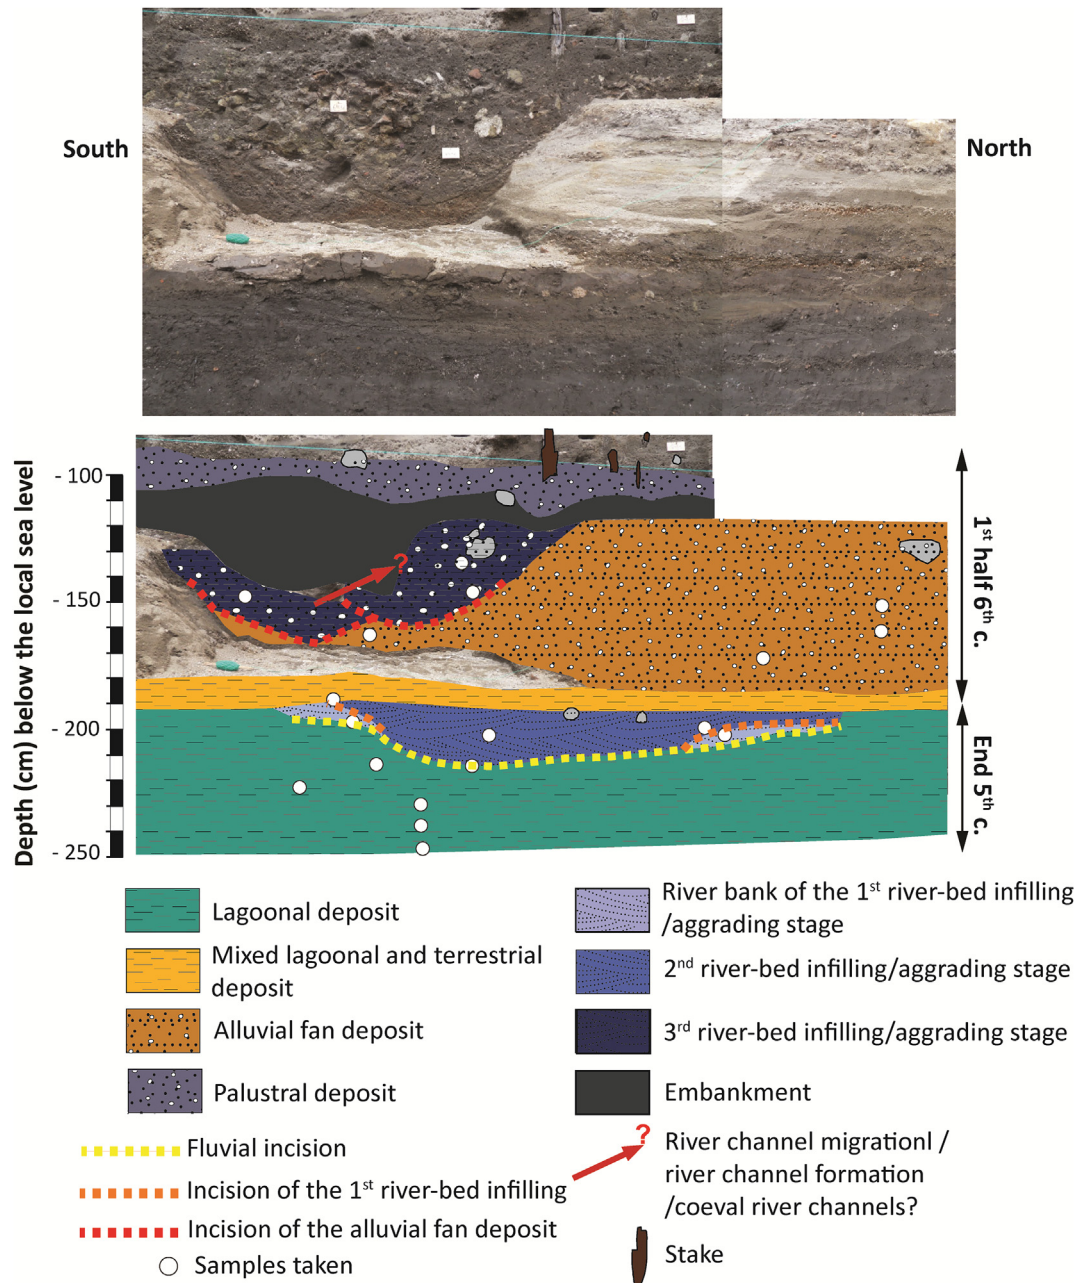 South
North
Depth (cm) below the local sea level
- 100
- 150
- 200
- 250
1st half 6th c.
End 5th c.
Lagoonal deposit
Mixed lagoonal and terrestrial
deposit
Alluvial fan deposit
Palustral deposit
Fluvial incision
Incision of the 1st river-bed infilling
Incision of the alluvial fan deposit
Samples taken
River bank of the 1st river-bed infilling
/aggrading stage
2nd river-bed infilling/aggrading stage
3rd river-bed infilling/aggrading stage
Embankment
?
?
River channel migrationl /
river channel formation
/coeval river channels?
Stake